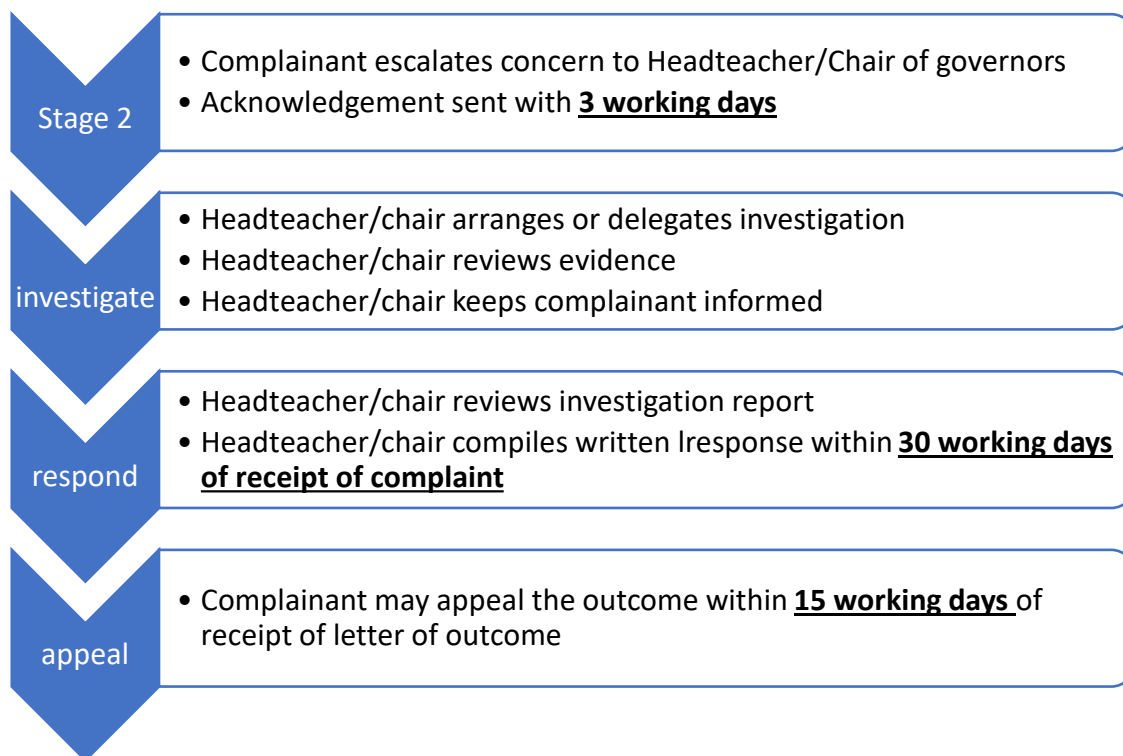 Stage 2
• Complainant escalates concern to Headteacher/Chair of governors
• Acknowledgement sent with 3 working days
investigate
• Headteacher/chair arranges or delegates investigation
• Headteacher/chair reviews evidence
• Headteacher/chair keeps complainant informed
respond
• Headteacher/chair reviews investigation report
• Headteacher/chair compiles written lresponse within 30 working days
of receipt of complaint
appeal
• Complainant may appeal the outcome within 15 working days of
receipt of letter of outcome